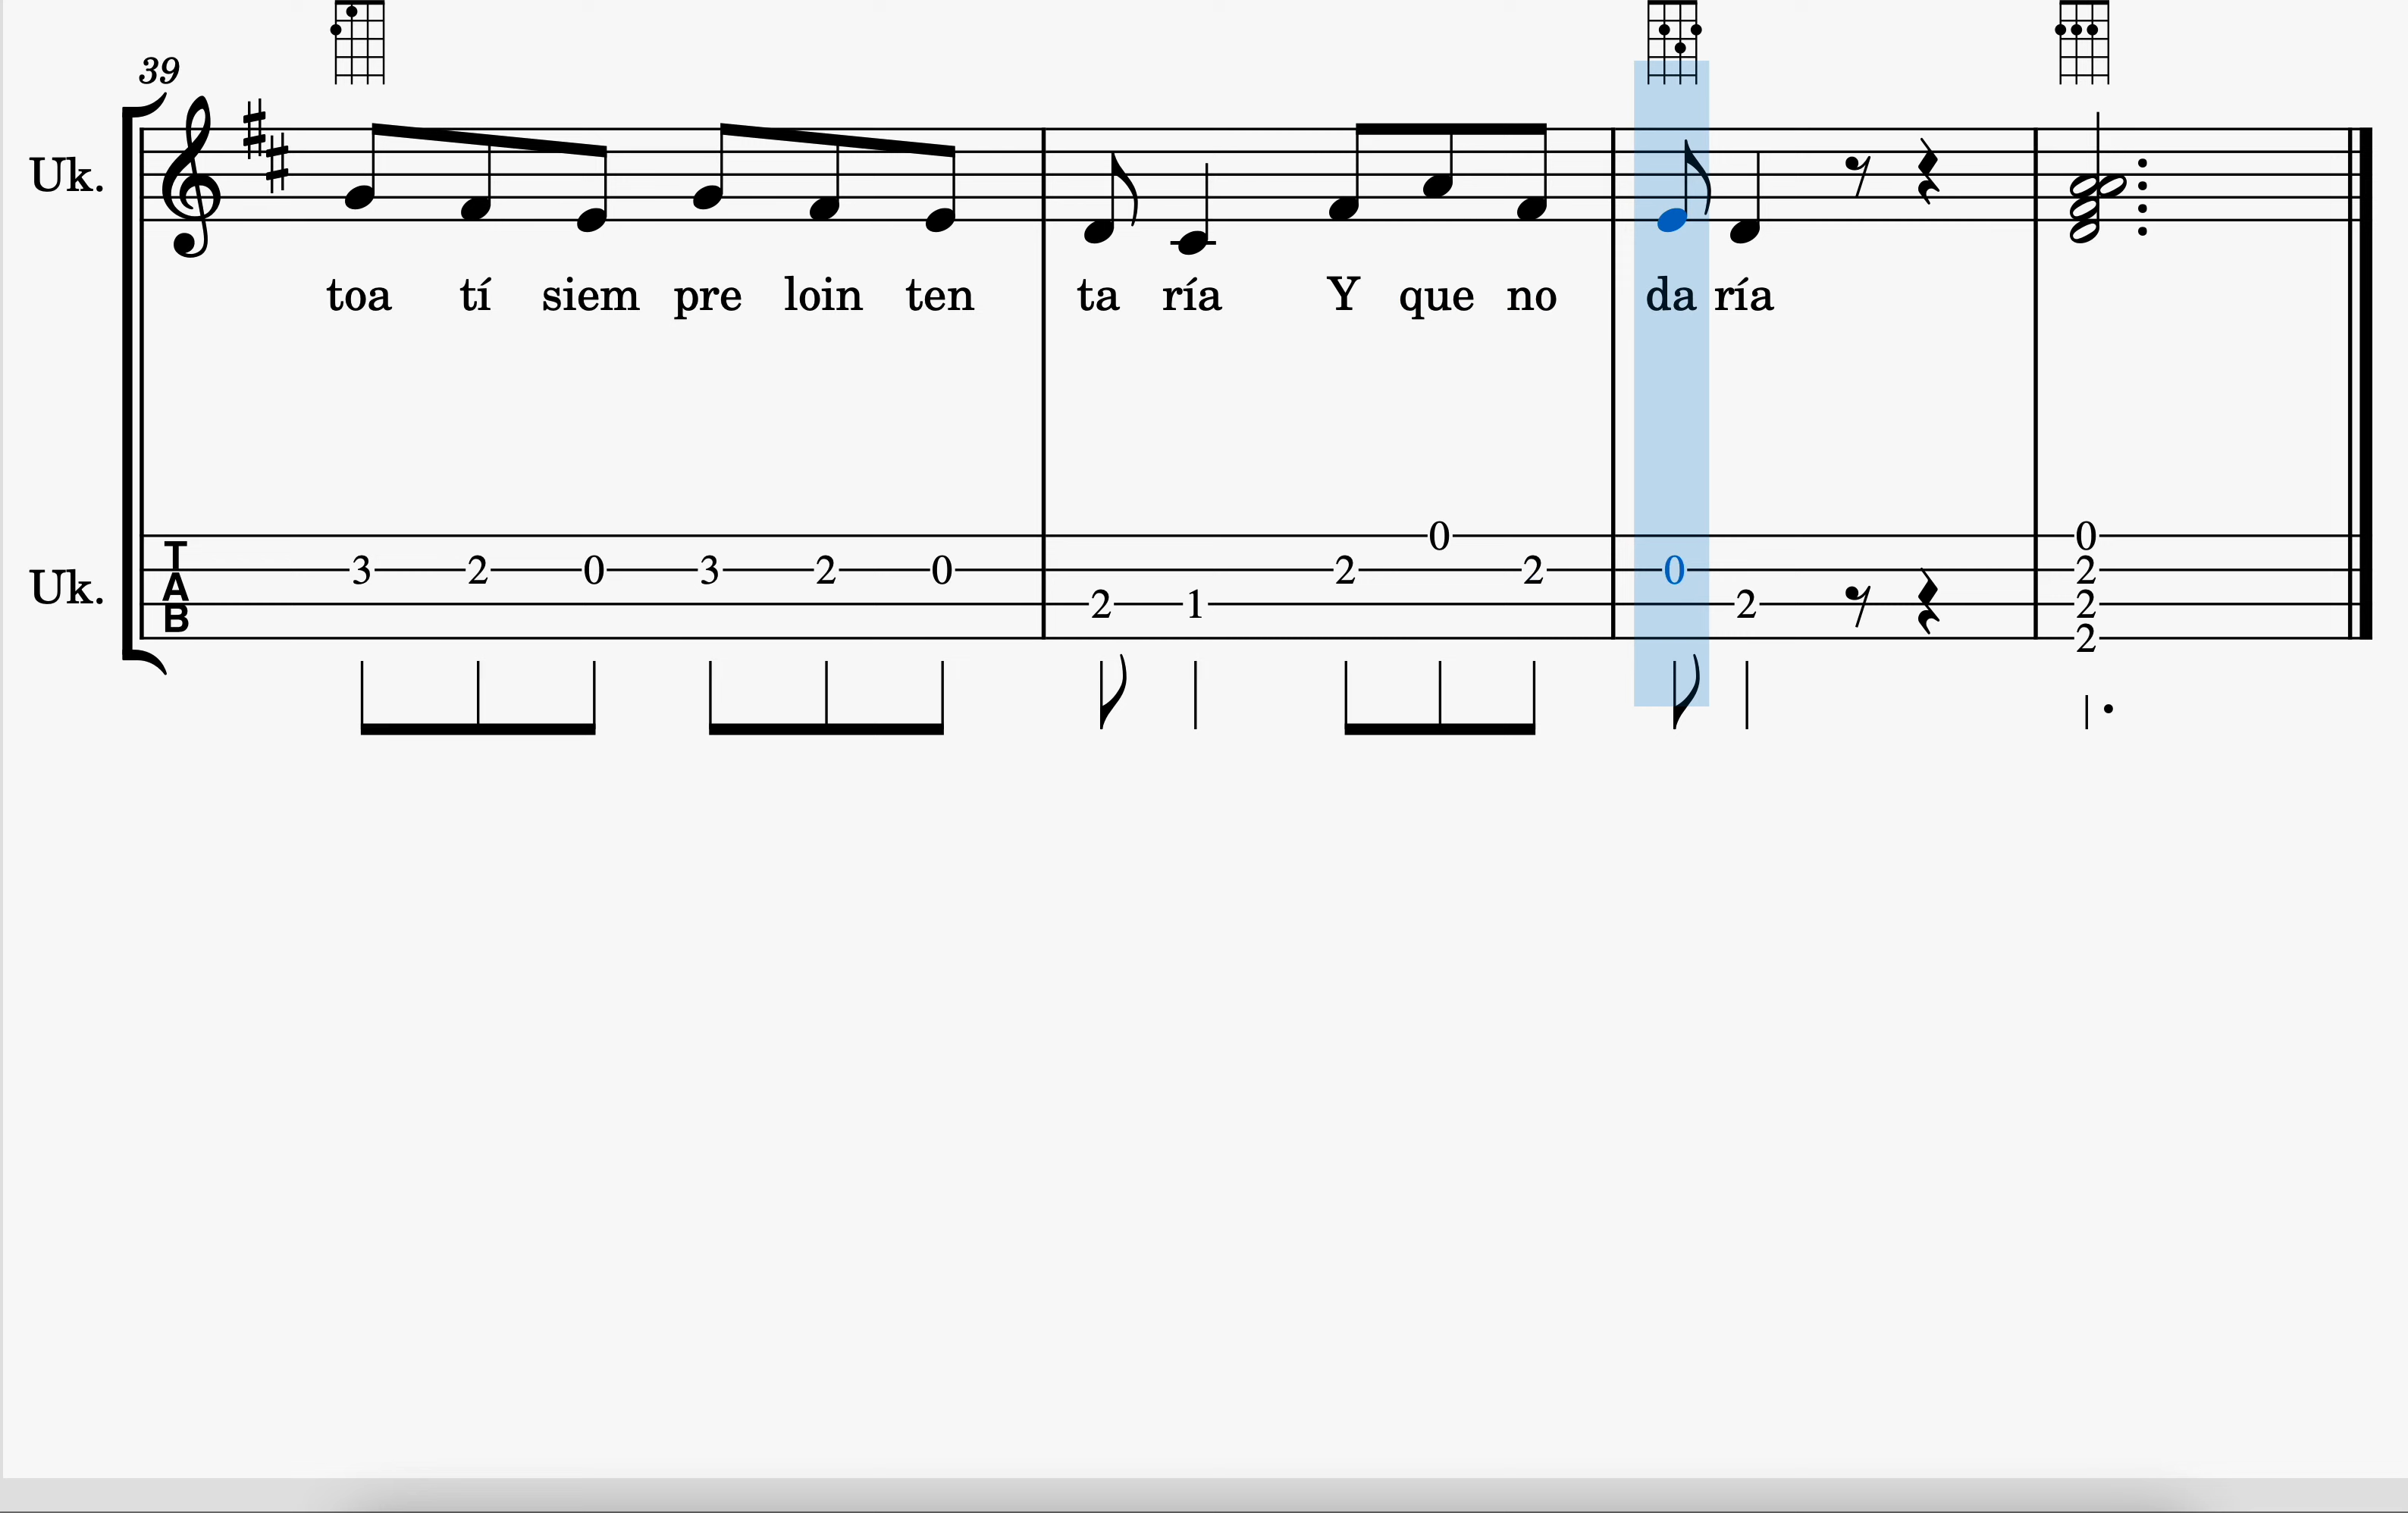 39
Uk.
toa tí siem pre loin ten ta ría Y que no da ría
Uk.
TAB
3 2 0 3 2 0 2 1 2 0 2 0 2 0 2 2 2